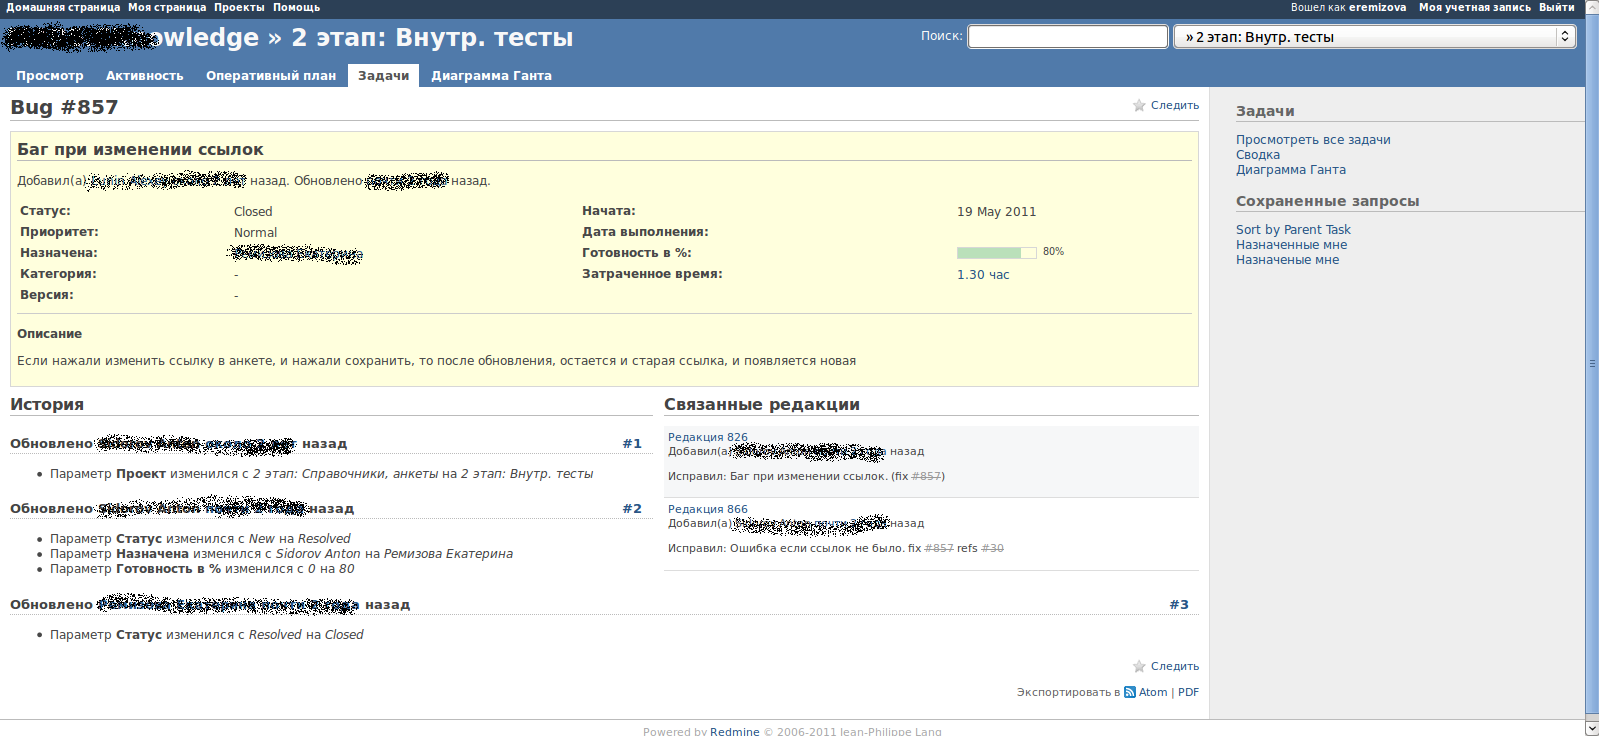 Домашняя страница Моя страница Проекты Помощь Вошел как eremizova Моя учетная запись Выйти
owledge » 2 этап: Внутр. тесты Поиск: » 2 этап: Внутр. тесты
Просмотр Активность Оперативный план Задачи Диаграмма Ганта
Bug #857 Следить
Баг при изменении ссылок
Добавил(а) назад. Обновлено назад.
Статус: Closed Начата: 19 May 2011
Приоритет: Normal Дата выполнения:
Назначена: Готовность в %: 80%
Категория: - Затраченное время: 1.30 час
Версия: -
Описание
Если нажали изменить ссылку в анкете, и нажали сохранить, то после обновления, остается и старая ссылка, и появляется новая
История
Обновлено назад #1
Параметр Проект изменился с 2 этап: Справочники, анкеты на 2 этап: Внутр. тесты
Обновлено Sidorov Anton назад #2
Параметр Статус изменился с New на Resolved
Параметр Назначена изменился с Sidorov Anton на Ремизова Екатерина
Параметр Готовность в % изменился с 0 на 80
Обновлено назад #3
Параметр Статус изменился с Resolved на Closed
Связанные редакции
Редакция 826
Добавил(а) назад
Исправил: Баг при изменении ссылок. (fix #857)
Редакция 866
Добавил(а) назад
Исправил: Ошибка если ссылок не было. fix #857 refs #30
Следить
Экспортировать в Atom | PDF
Задачи
Просмотреть все задачи
Сводка
Диаграмма Ганта
Сохраненные запросы
Sort by Parent Task
Назначенные мне
Назначеные мне
Powered by Redmine © 2006-2011 Jean-Philippe Lang